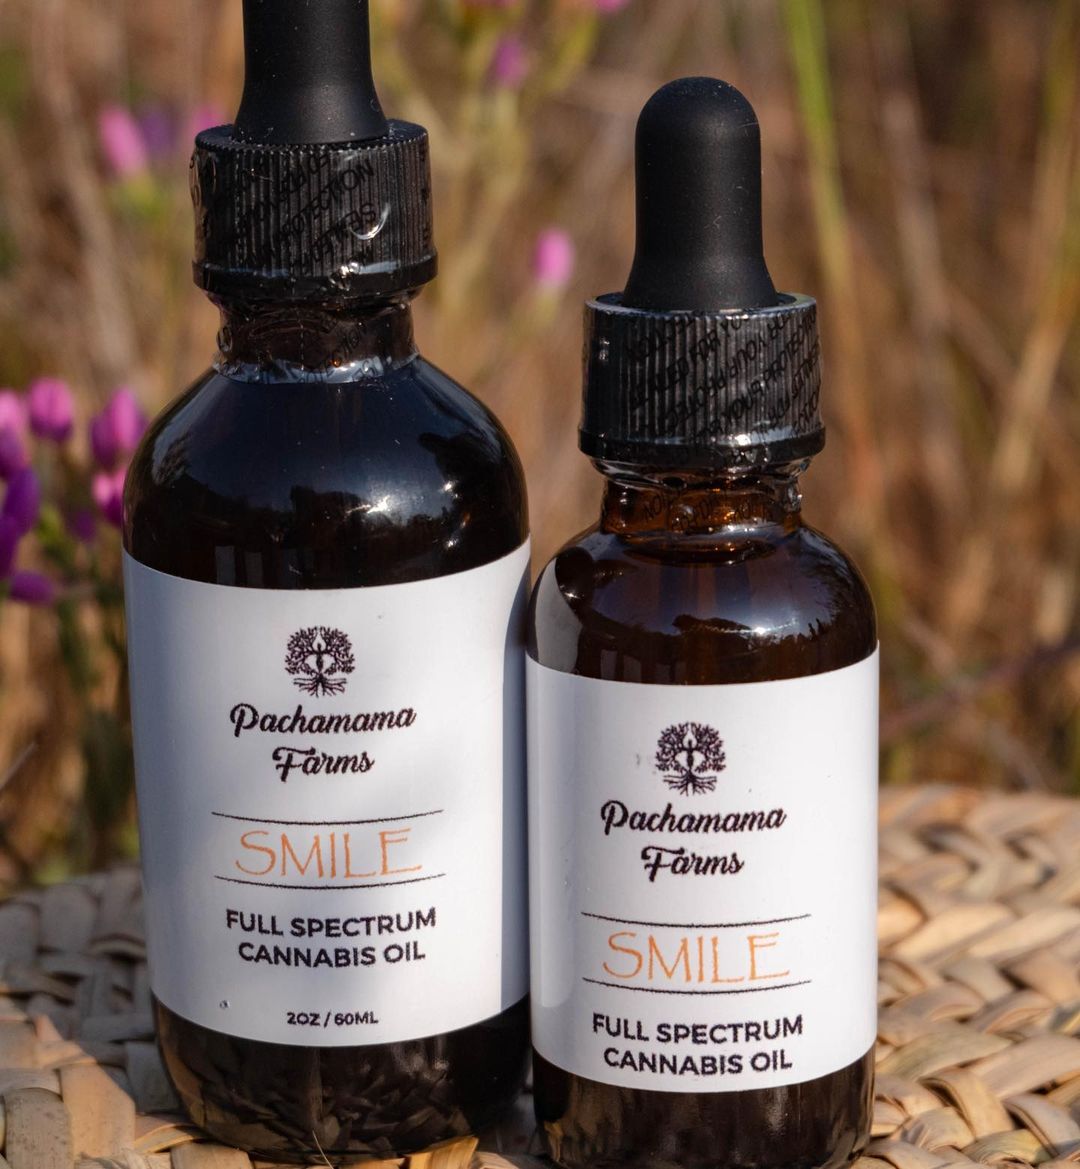 Pachamama
Farms
SMILE
FULL SPECTRUM
CANNABIS OIL
2OZ / 60ML
Pachamama
Farms
SMILE
FULL SPECTRUM
CANNABIS OIL